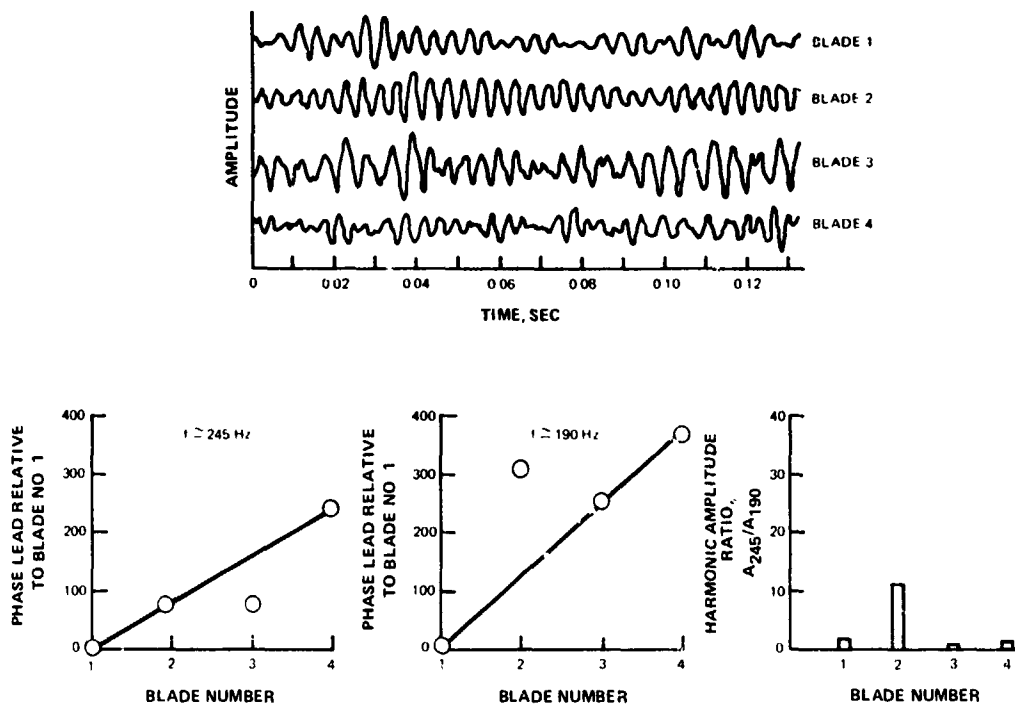 BLADE 1
BLADE 2
BLADE 3
BLADE 4
AMPLITUDE
0 0.02 0.04 0.06 0.08 0.10 0.12
TIME, SEC
PHASE LEAD RELATIVE
TO BLADE NO 1
400
300
200
100
0
f ≅ 245 Hz
1 2 3 4
BLADE NUMBER
PHASE LEAD RELATIVE
TO BLADE NO 1
400
300
200
100
0
f ≅ 190 Hz
1 2 3 4
BLADE NUMBER
HARMONIC AMPLITUDE
RATIO,
A245/A190
40
30
20
10
0
1 2 3 4
BLADE NUMBER